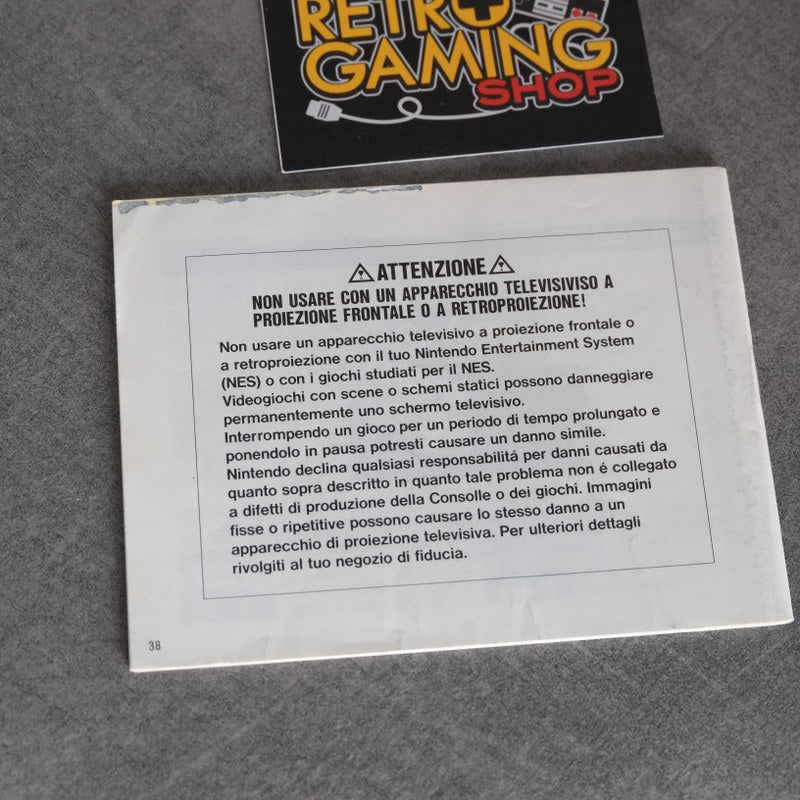 RETRO
GAMING
SHOP
ATTENZIONE
NON USARE CON UN APPARECCHIO TELEVISIVISO A
PROIEZIONE FRONTALE O A RETROPROIEZIONE!
Non usare un apparecchio televisivo a proiezione frontale o
a retroproiezione con il tuo Nintendo Entertainment System
(NES) o con i giochi studiati per il NES.
Videogiochi con scene o schemi statici possono danneggiare
permanentemente uno schermo televisivo.
Interrompendo un gioco per un periodo di tempo prolungato e
ponendolo in pausa potresti causare un danno simile.
Nintendo declina qualsiasi responsabilitá per danni causati da
quanto sopra descritto in quanto tale problema non é collegato
a difetti di produzione della Consolle o dei giochi. Immagini
fisse o ripetitive possono causare lo stesso danno a un
apparecchio di proiezione televisiva. Per ulteriori dettagli
rivolgiti al tuo negozio di fiducia.
38